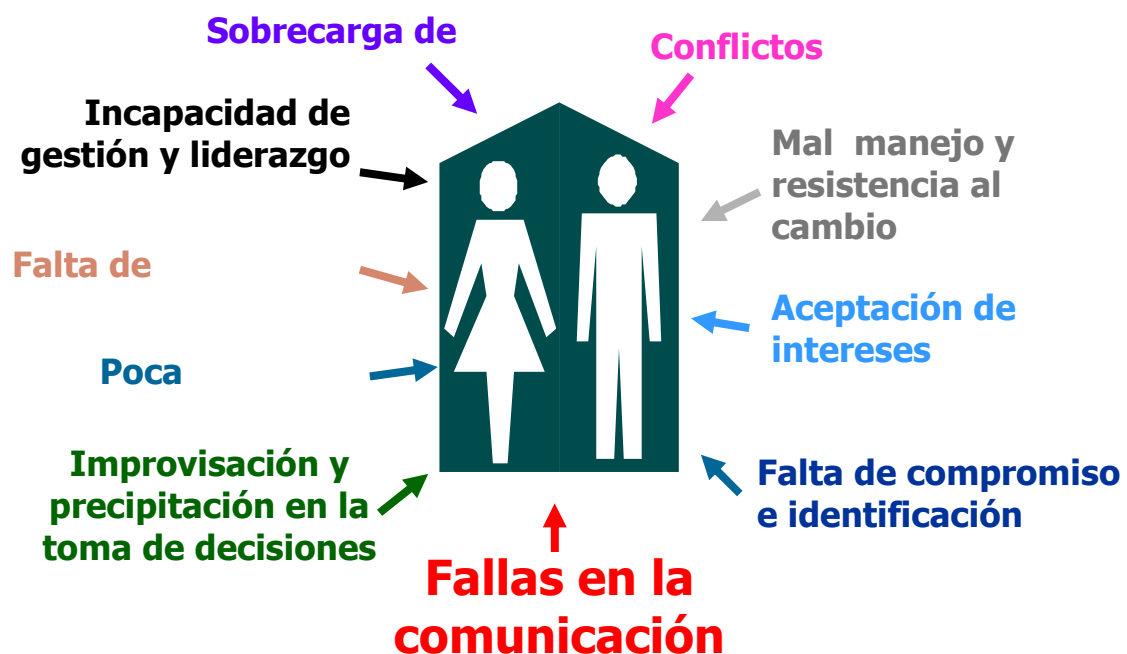 Sobrecarga de
Conflictos
Incapacidad de
gestión y liderazgo
Mal manejo y
resistencia al
cambio
Falta de
Aceptación de
intereses
Poca
Improvisación y
precipitación en la
toma de decisiones
Falta de compromiso
e identificación
Fallas en la
comunicación